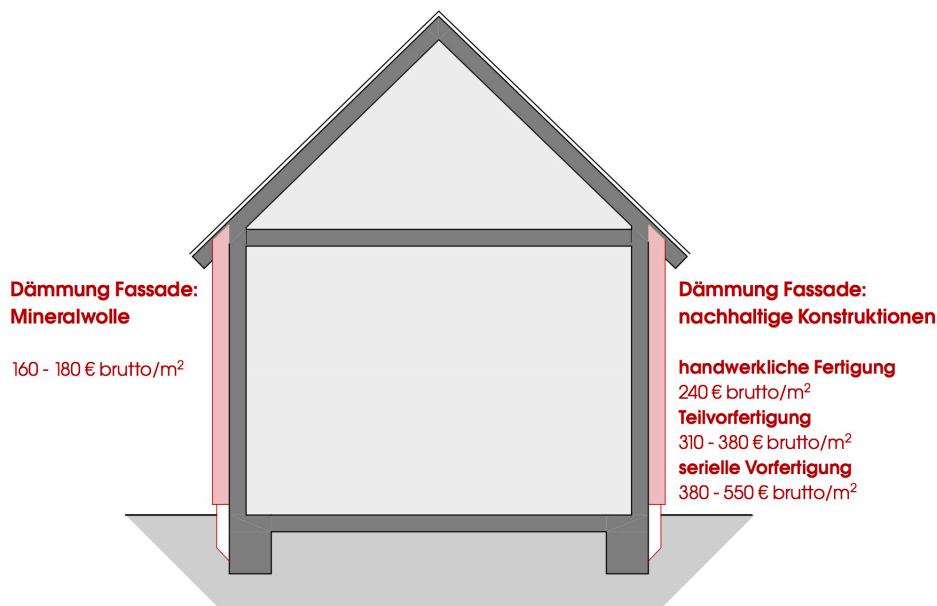 Dämmung Fassade:
Mineralwolle
160 - 180 € brutto/m²
Dämmung Fassade:
nachhaltige Konstruktionen
handwerkliche Fertigung
240 € brutto/m²
Teilvorfertigung
310 - 380 € brutto/m²
serielle Vorfertigung
380 - 550 € brutto/m²